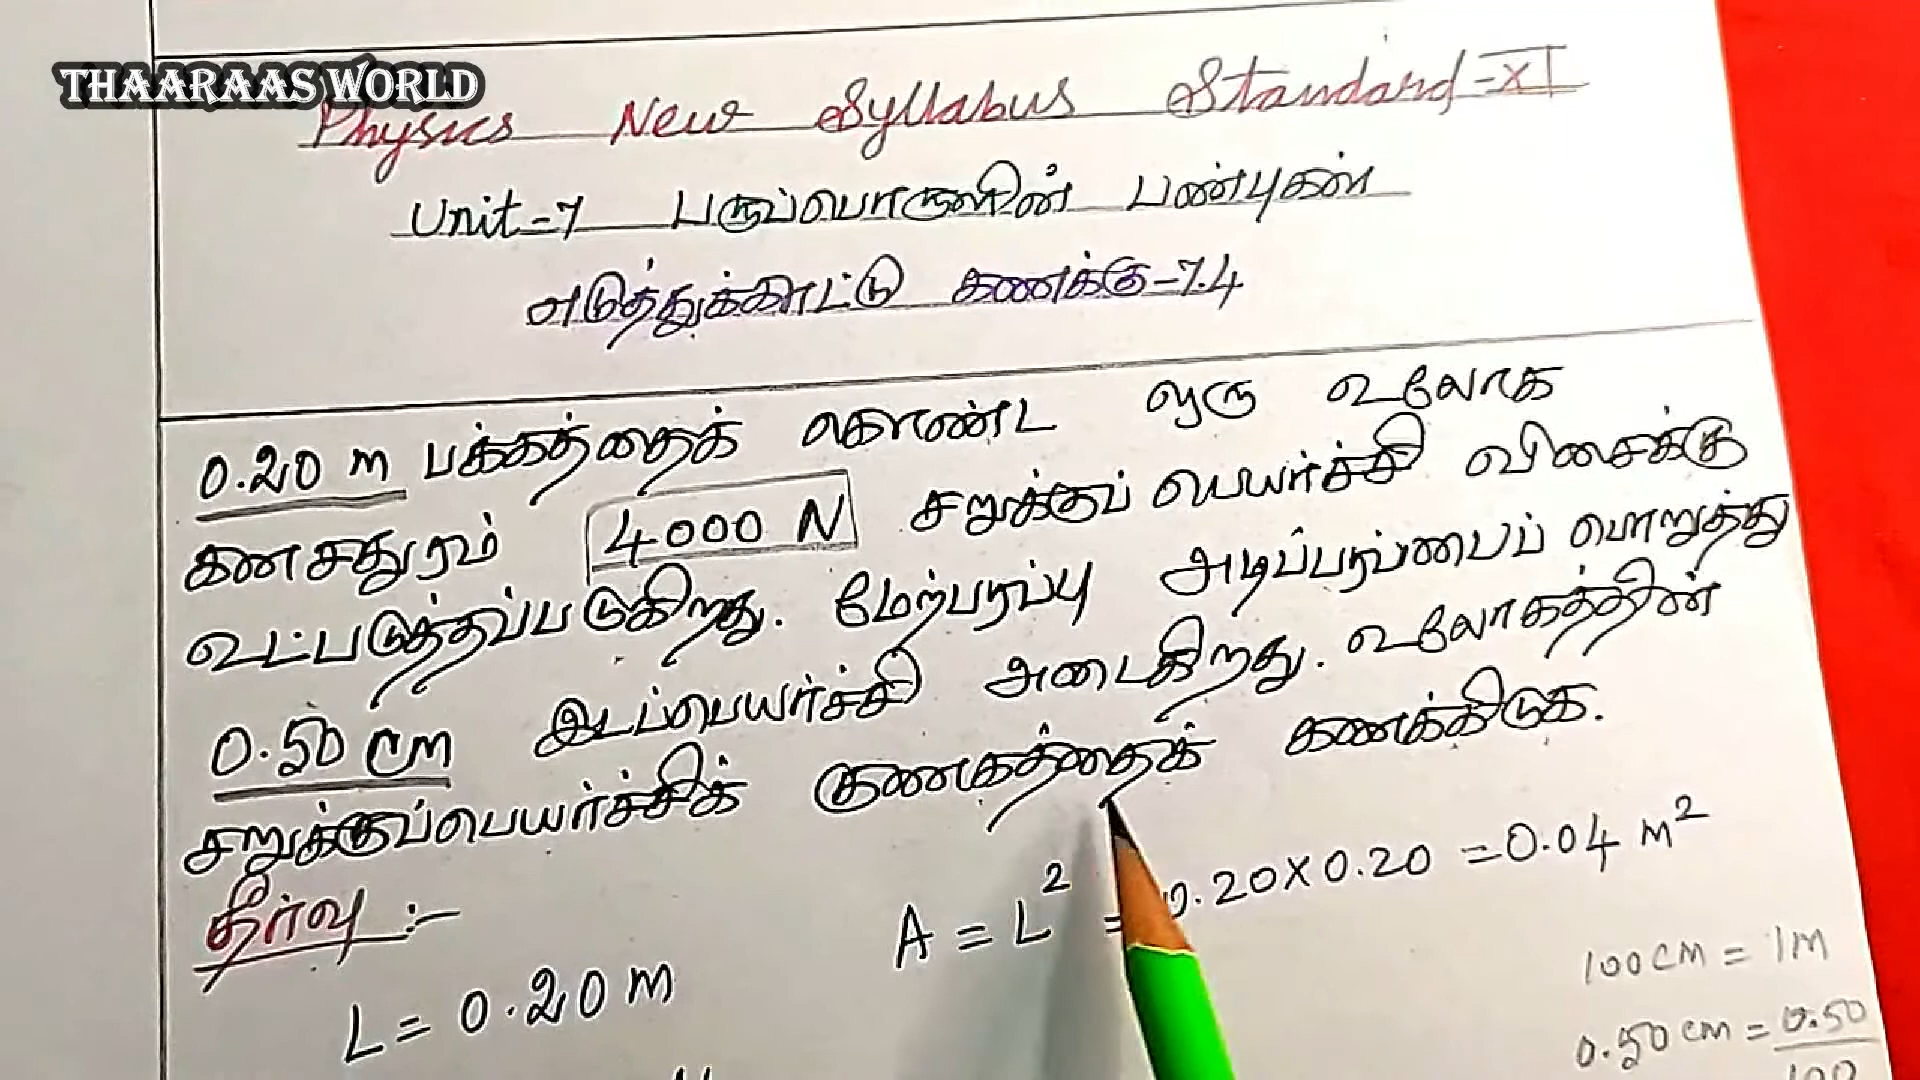 THAARAAS WORLD
Physics New Syllabus Standard-XI
Unit-7 பருப்பொருளின் பண்புகள்
எடுத்துக்காட்டு கணக்கு-7.4
0.20 m பக்கத்தைக் கொண்ட ஒரு உலோக
கனசதுரம் 4000 N சறுக்குப் பெயர்ச்சி விசைக்கு
உட்படுத்தப்படுகிறது. மேற்பரப்பு அடிப்பரப்பைப் பொறுத்து
0.50 cm இடப்பெயர்ச்சி அடைகிறது. உலோகத்தின்
சறுக்குப்பெயர்ச்சிக் குணகத்தைக் கணக்கிடுக.
தீர்வு :-
A = L² = 0.20×0.20 = 0.04 m²
L = 0.20 m
100 cm = 1m
0.50 cm = 0.50
100